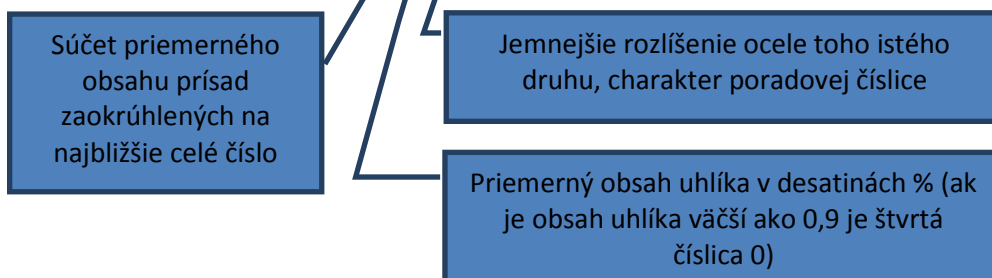 Súčet priemerného
obsahu prísad
zaokrúhlených na
najbližšie celé číslo
Jemnejšie rozlíšenie ocele toho istého
druhu, charakter poradovej číslice
Priemerný obsah uhlíka v desatinách % (ak
je obsah uhlíka väčší ako 0,9 je štvrtá
číslica 0)